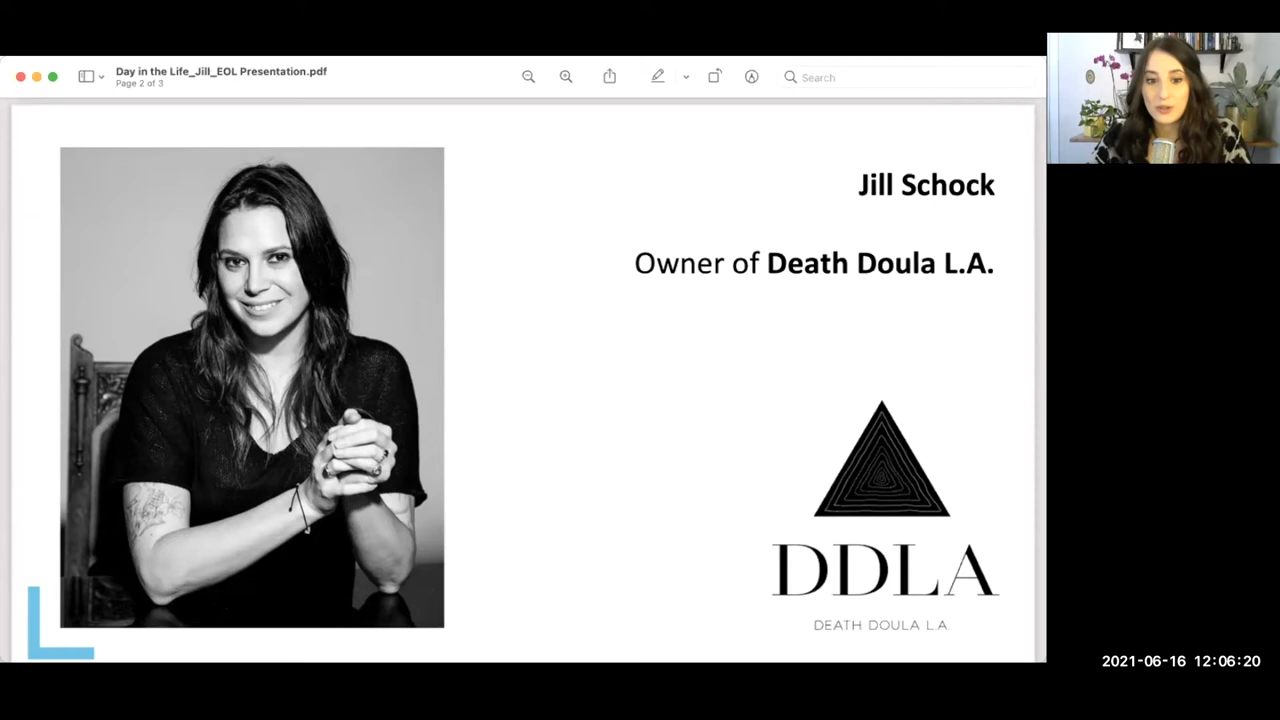 Day in the Life_Jill_EOL Presentation.pdf
Page 2 of 3
Search
Jill Schock
Owner of Death Doula L.A.
DDLA
DEATH DOULA L.A.
2021-06-16 12:06:20